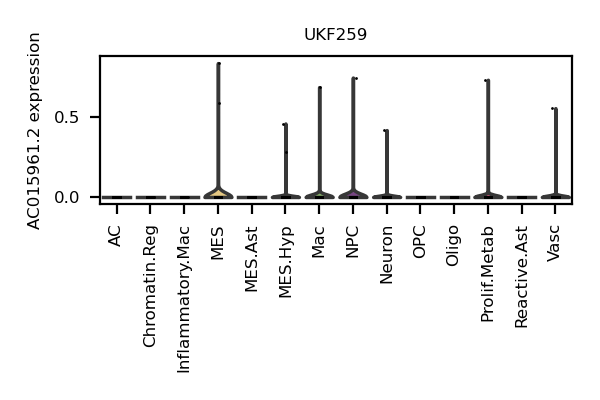 UKF259
AC015961.2 expression
0.5
0.0
AC
Chromatin.Reg
Inflammatory.Mac
MES
MES.Ast
MES.Hyp
Mac
NPC
Neuron
OPC
Oligo
Prolif.Metab
Reactive.Ast
Vasc